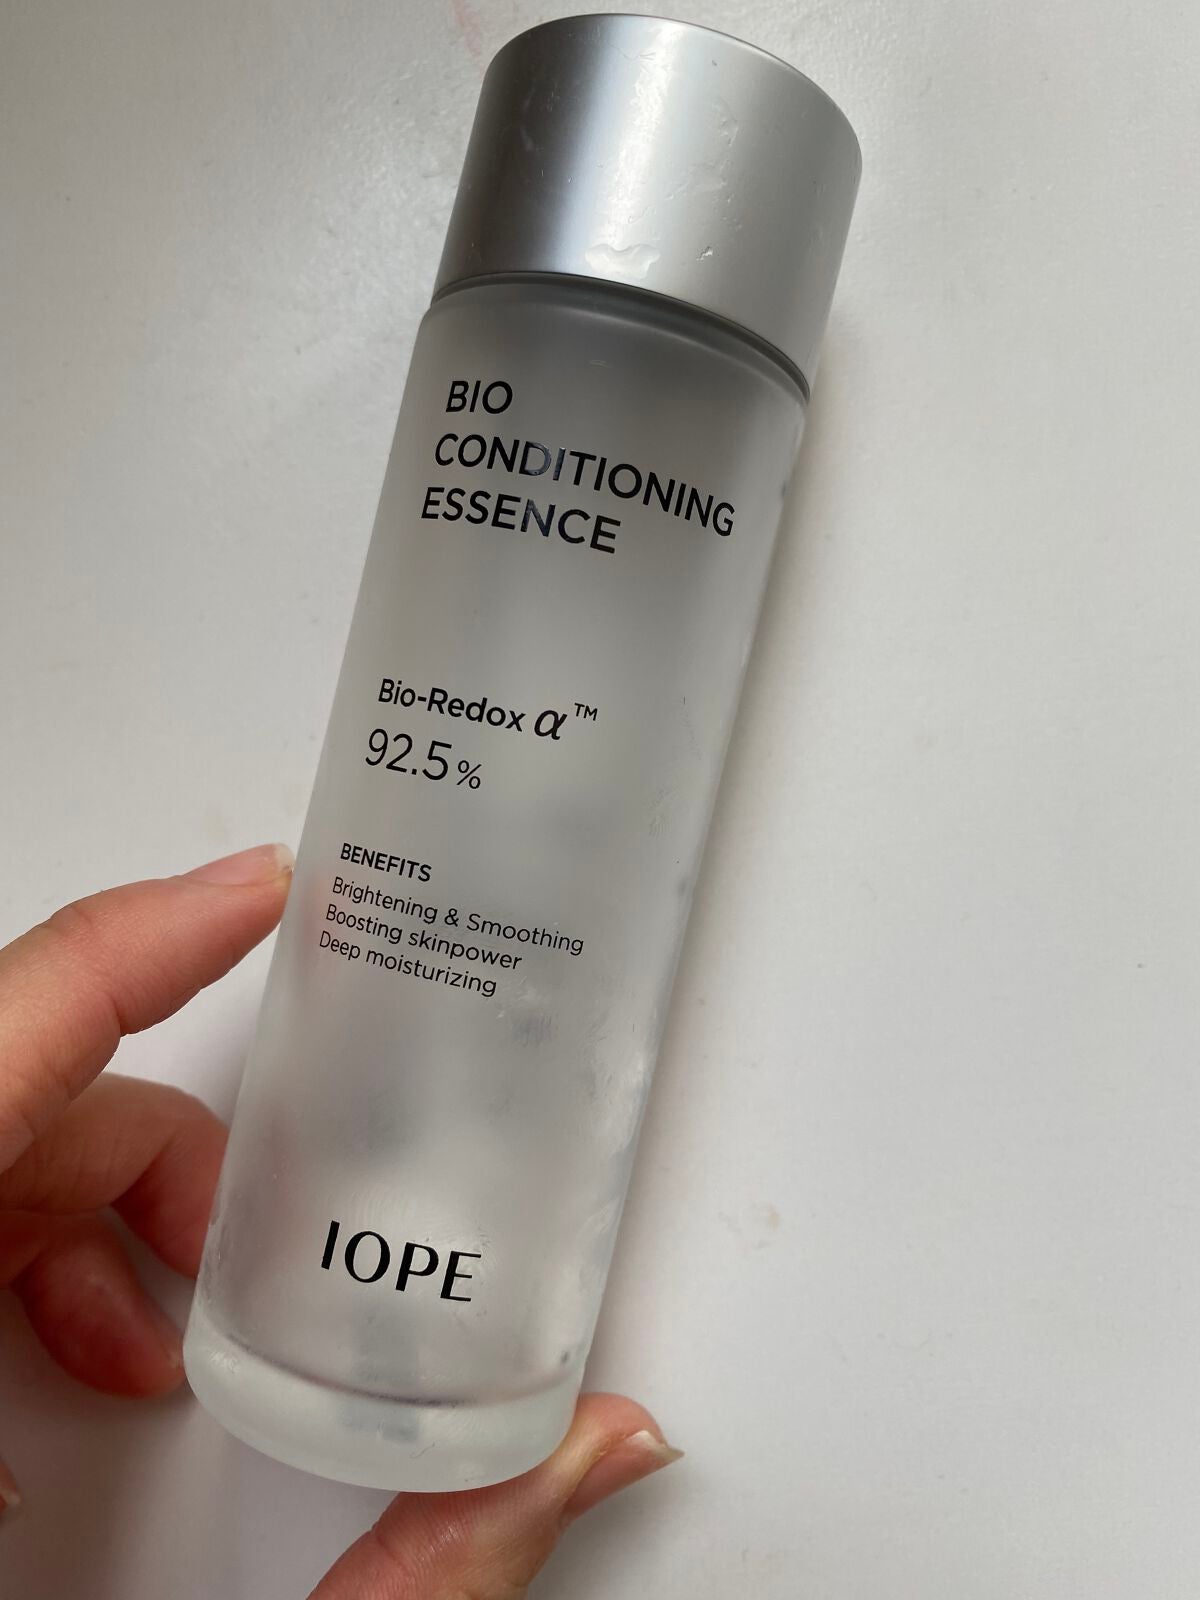 BIO
CONDITIONING
ESSENCE
Bio-Redox α™
92.5%
BENEFITS
Brightening & Smoothing
Boosting skinpower
Deep moisturizing
IOPE